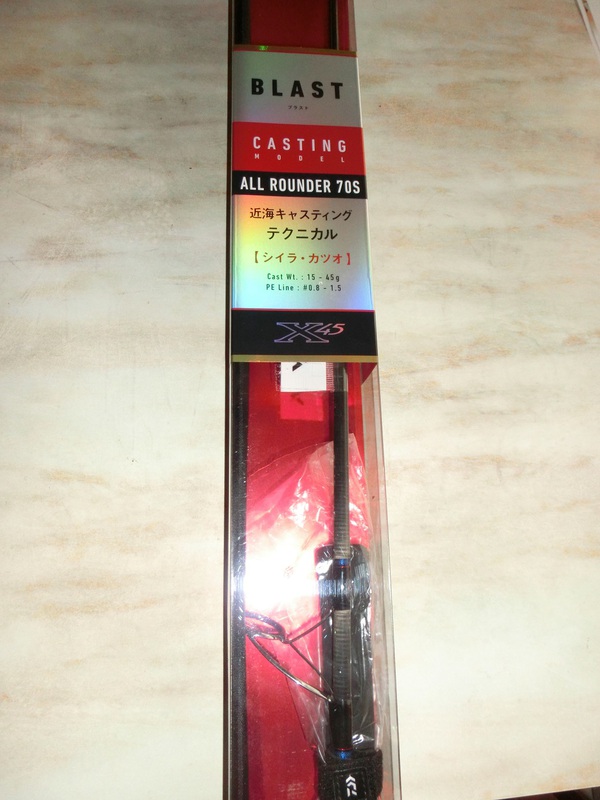 BLAST
ブラスト
CASTING
MODEL
ALL ROUNDER 70S
近海キャスティング
テクニカル
【シイラ・カツオ】
Cast Wt. : 15 - 45g
PE Line : #0.8 - 1.5
X45